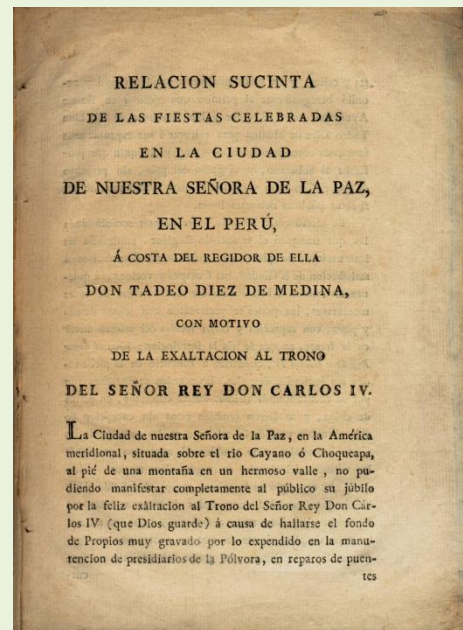 RELACION SUCINTA
DE LAS FIESTAS CELEBRADAS
EN LA CIUDAD
DE NUESTRA SEÑORA DE LA PAZ,
EN EL PERÚ,
Á COSTA DEL REGIDOR DE ELLA
DON TADEO DIEZ DE MEDINA,
CON MOTIVO
DE LA EXALTACION AL TRONO
DEL SEÑOR REY DON CARLOS IV.
La Ciudad de nuestra Señora de la Paz, en la América
meridional, situada sobre el rio Cayano ó Choqueapa,
al pié de una montaña en un hermoso valle , no pu-
diendo manifestar completamente al público su júbilo
por la feliz exâltacion al Trono del Señor Rey Don Cár-
los IV (que Dios guarde) á causa de hallarse el fondo
de Propios muy gravado por lo expendido en la manu-
tencion de presidiarios de la Pólvora, en reparos de puen-
tes